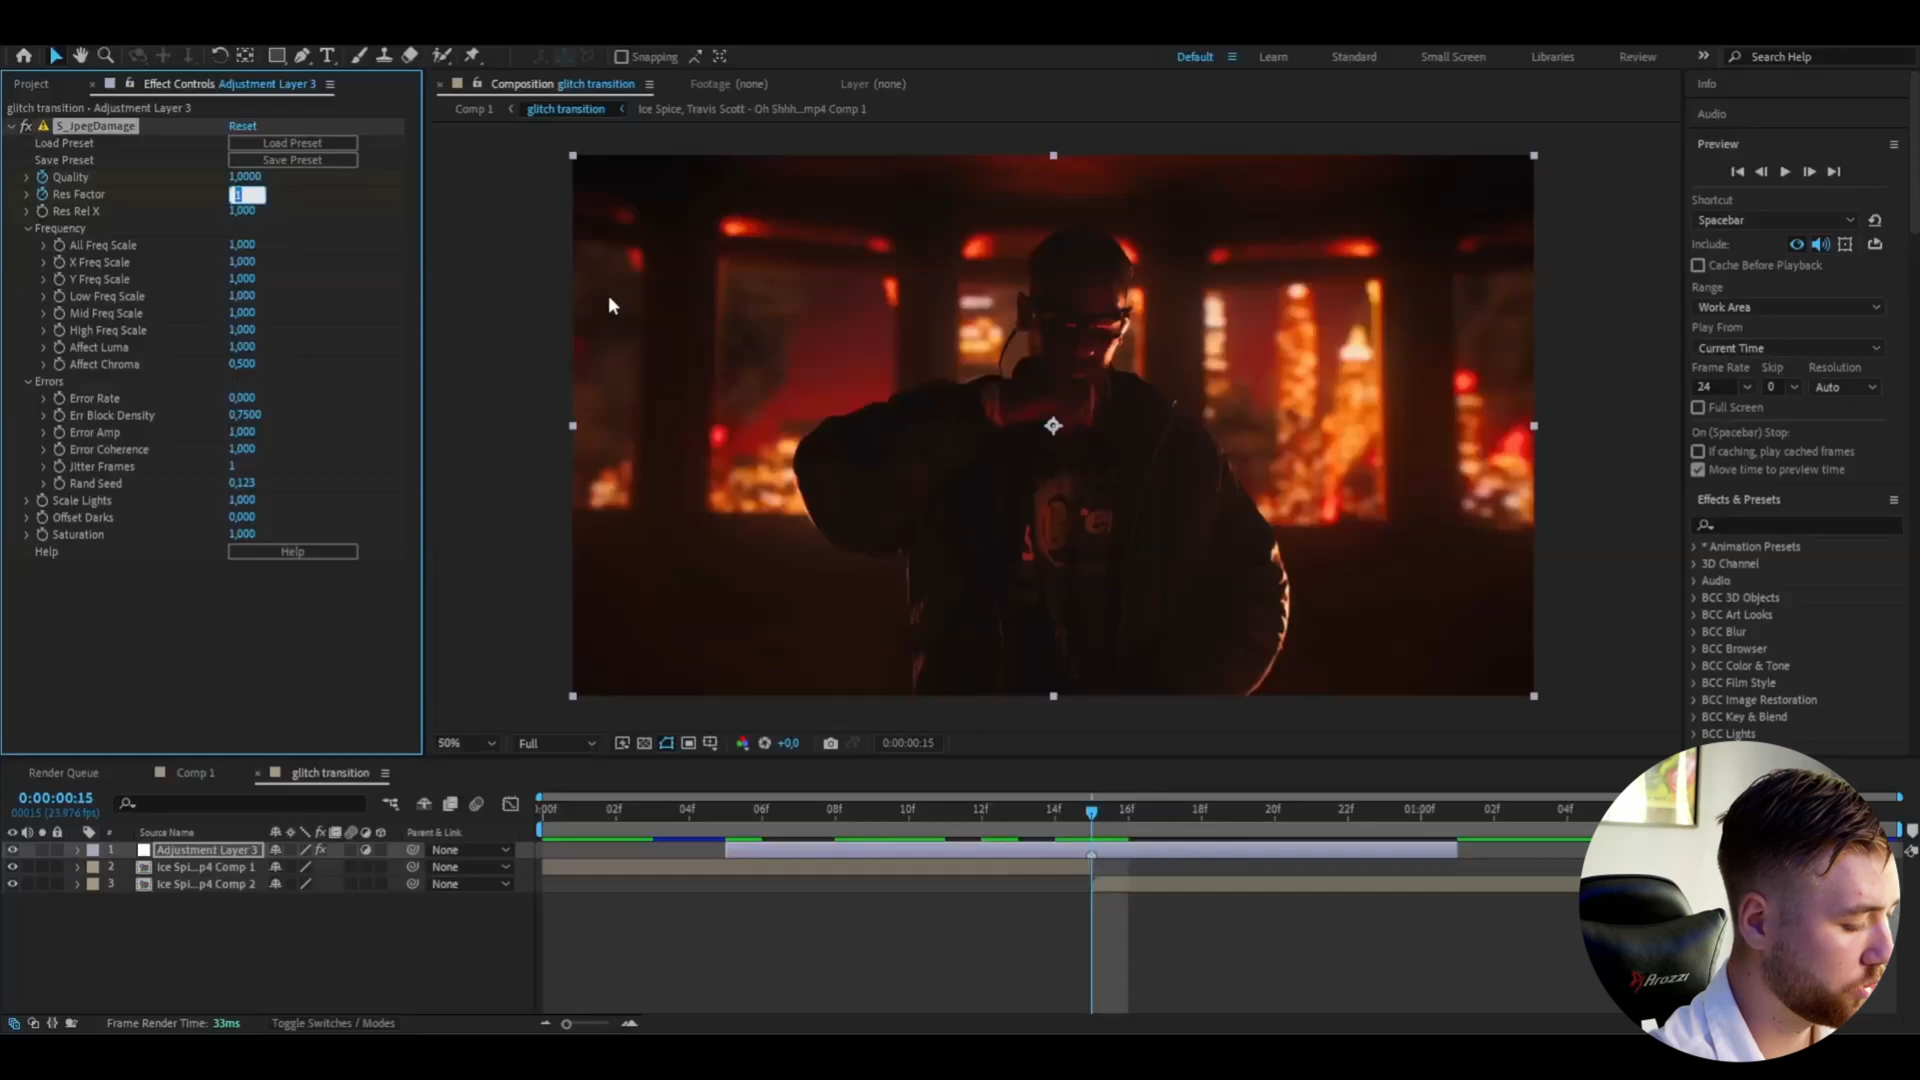 Snapping
Default
Learn
Standard
Small Screen
Libraries
Review
Search Help
Project
Effect Controls Adjustment Layer 3
Composition glitch transition
Footage (none)
Layer (none)
glitch transition • Adjustment Layer 3
Comp 1
glitch transition
Ice Spice, Travis Scott - Oh Shhh...mp4 Comp 1
fx S_JpegDamage Reset
Load Preset Load Preset
Save Preset Save Preset
Quality 1,0000
Res Factor 1
Res Rel X 1,000
Frequency
All Freq Scale 1,000
X Freq Scale 1,000
Y Freq Scale 1,000
Low Freq Scale 1,000
Mid Freq Scale 1,000
High Freq Scale 1,000
Affect Luma 1,000
Affect Chroma 0,500
Errors
Error Rate 0,000
Err Block Density 0,7500
Error Amp 1,000
Error Coherence 1,000
Jitter Frames 1
Rand Seed 0,123
Scale Lights 1,000
Offset Darks 0,000
Saturation 1,000
Help Help
50%
Full
+0,0
0:00:00:15
Info
Audio
Preview
Shortcut
Spacebar
Include:
Cache Before Playback
Range
Work Area
Play From
Current Time
Frame Rate Skip Resolution
24 0 Auto
Full Screen
On (Spacebar) Stop:
If caching, play cached frames
Move time to preview time
Effects & Presets
* Animation Presets
3D Channel
Audio
BCC 3D Objects
BCC Art Looks
BCC Blur
BCC Browser
BCC Color & Tone
BCC Film Style
BCC Image Restoration
BCC Key & Blend
BCC Lights
Render Queue
Comp 1
glitch transition
0:00:00:15
00015 (23.976 fps)
:00f 02f 04f 06f 08f 10f 12f 14f 16f 18f 20f 22f 01:00f 02f 04f
# Source Name fx Parent & Link
1 Adjustment Layer 3 fx None
2 Ice Spi...p4 Comp 1 None
3 Ice Spi...p4 Comp 2 None
Frame Render Time: 33ms
Toggle Switches / Modes
Arozzi